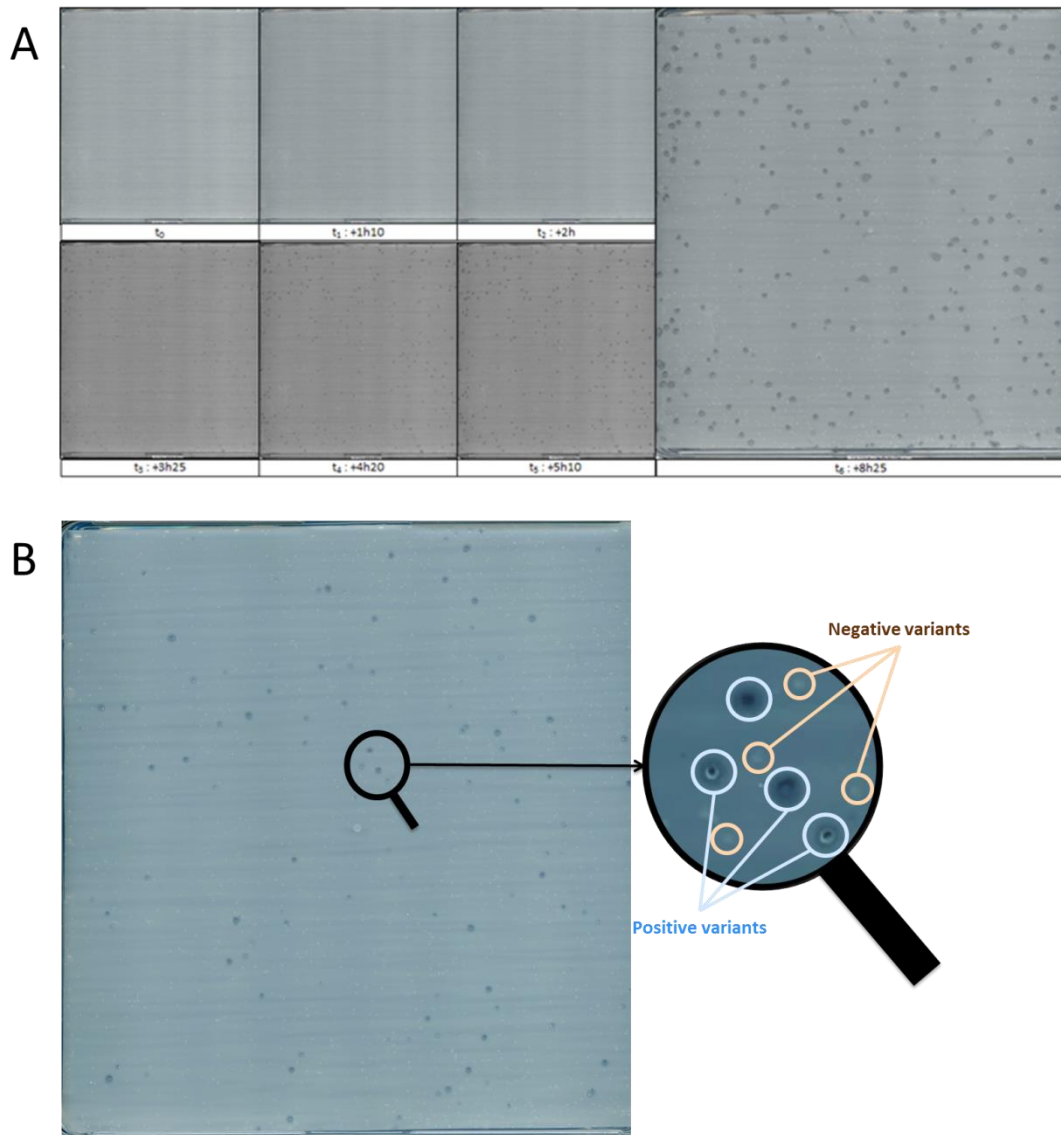 A
t0
t1 : +1h10
t2 : +2h
t3 : +3h25
t4 : +4h20
t5 : +5h10
t6 : +8h25
B
Negative variants
Positive variants